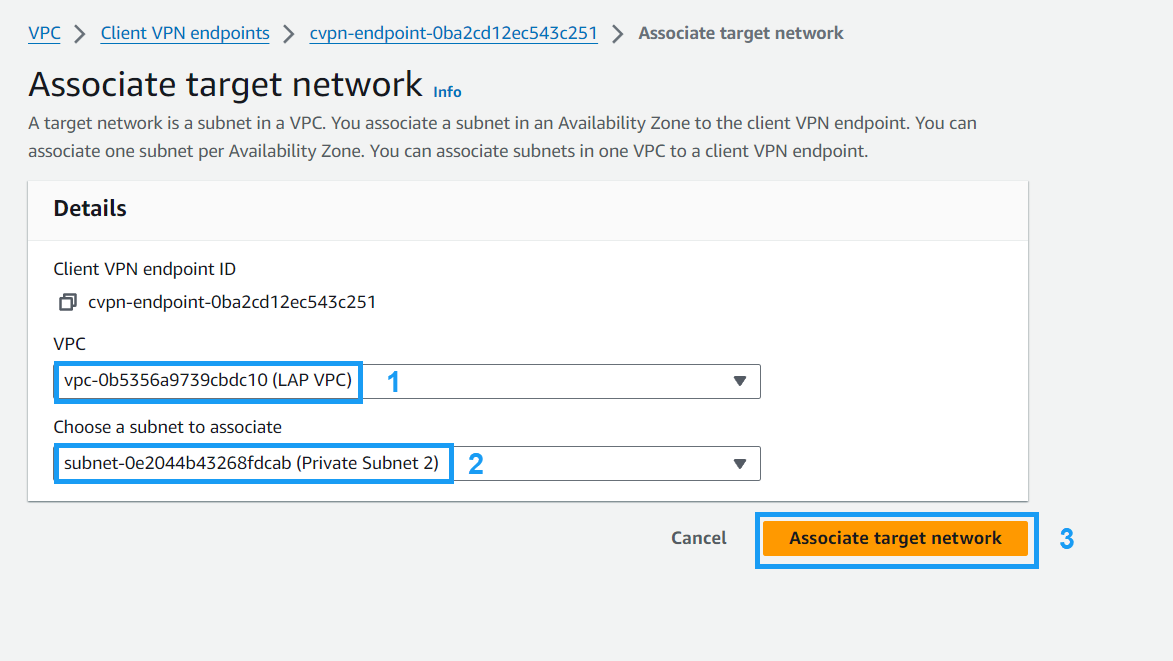 VPC > Client VPN endpoints > cvpn-endpoint-0ba2cd12ec543c251 > Associate target network
Associate target network Info
A target network is a subnet in a VPC. You associate a subnet in an Availability Zone to the client VPN endpoint. You can
associate one subnet per Availability Zone. You can associate subnets in one VPC to a client VPN endpoint.
Details
Client VPN endpoint ID
cvpn-endpoint-0ba2cd12ec543c251
VPC
vpc-0b5356a9739cbdc10 (LAP VPC) 1
Choose a subnet to associate
subnet-0e2044b43268fdcab (Private Subnet 2) 2
Cancel Associate target network 3